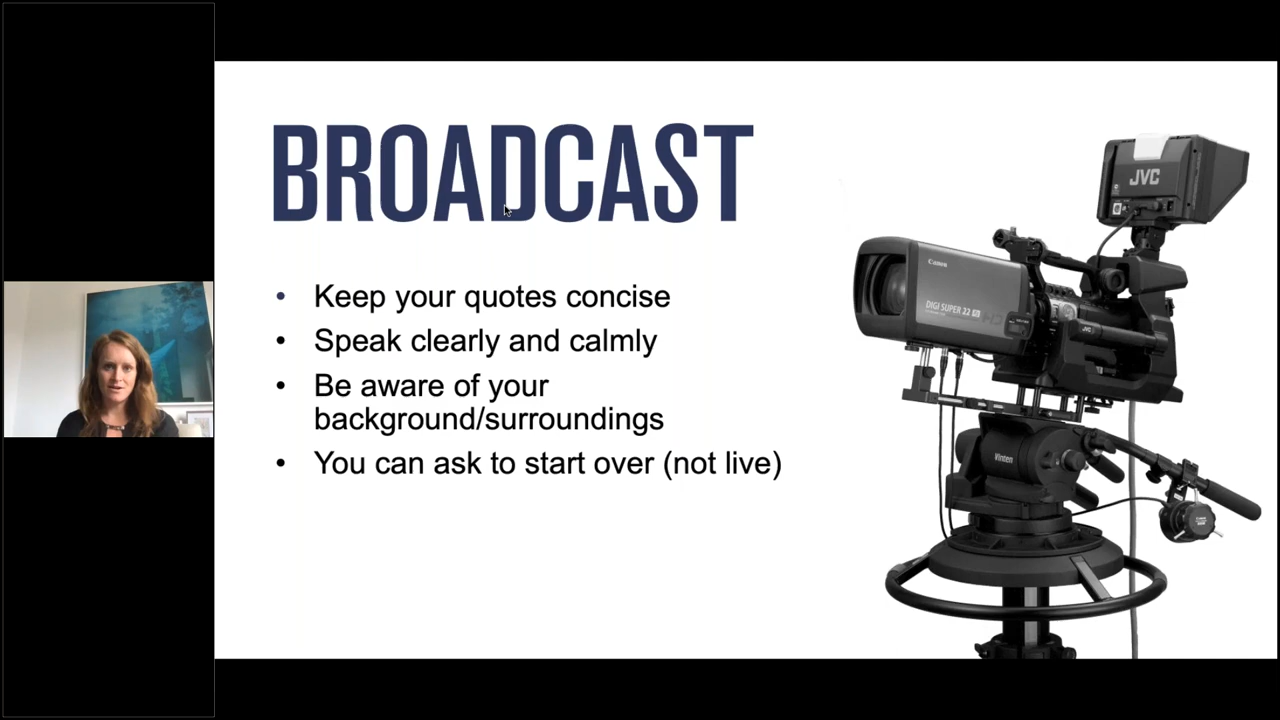 BROADCAST
• Keep your quotes concise
• Speak clearly and calmly
• Be aware of your
background/surroundings
• You can ask to start over (not live)
JVC
Canon
DIGI SUPER 22
JVC
Vinten